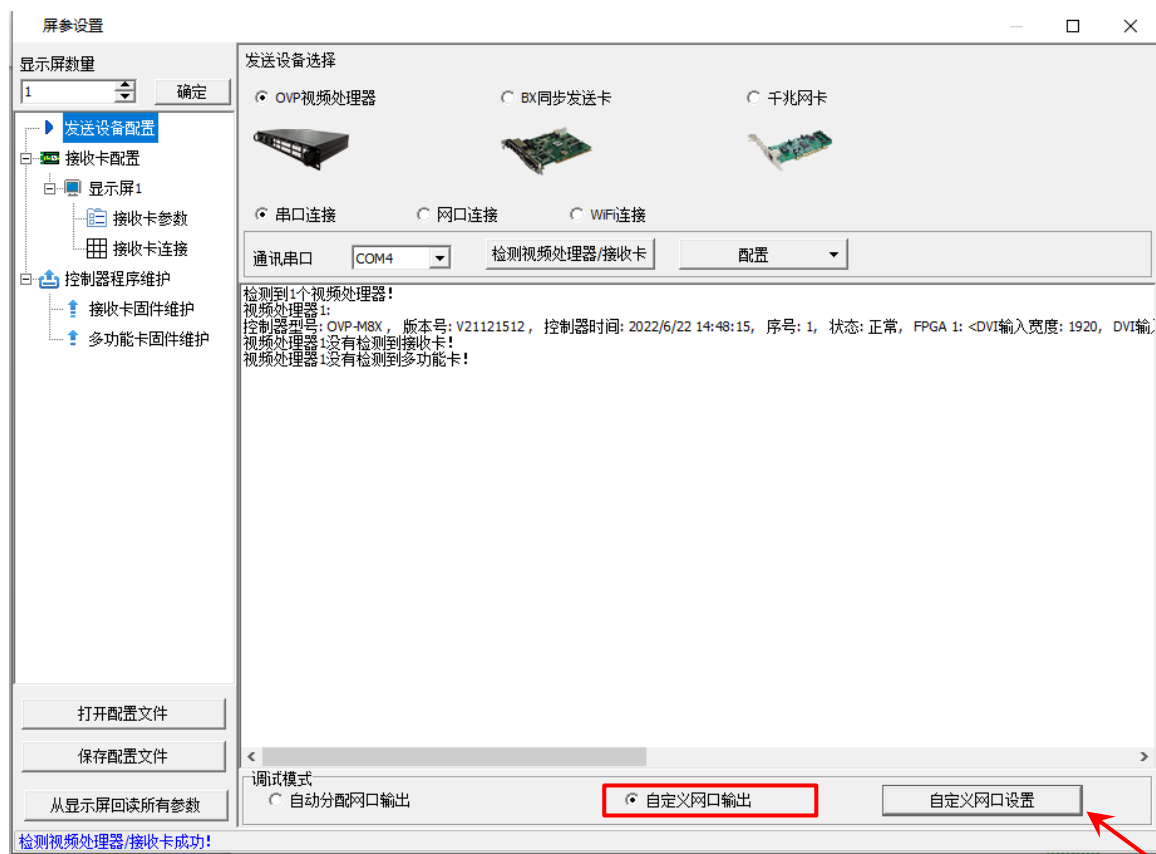 屏参设置
显示屏数量
1
确定
发送设备配置
接收卡配置
显示屏1
接收卡参数
接收卡连接
控制器程序维护
接收卡固件维护
多功能卡固件维护
打开配置文件
保存配置文件
从显示屏回读所有参数
发送设备选择
OVP视频处理器 BX同步发送卡 千兆网卡
串口连接 网口连接 WiFi连接
通讯串口 COM4 检测视频处理器/接收卡 配置
检测到1个视频处理器!
视频处理器1:
控制器型号: OVP-M8X, 版本号: V21121512, 控制器时间: 2022/6/22 14:48:15, 序号: 1, 状态: 正常, FPGA 1: <DVI输入宽度: 1920, DVI输
视频处理器1没有检测到接收卡!
视频处理器1没有检测到多功能卡!
调试模式
自动分配网口输出 自定义网口输出 自定义网口设置
检测视频处理器/接收卡成功!